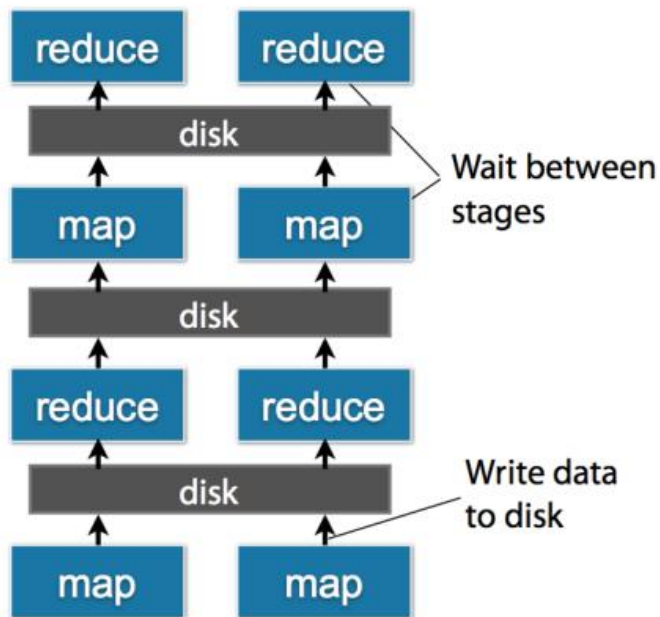 reduce reduce
disk
Wait between
stages
map map
disk
reduce reduce
disk
Write data
to disk
map map